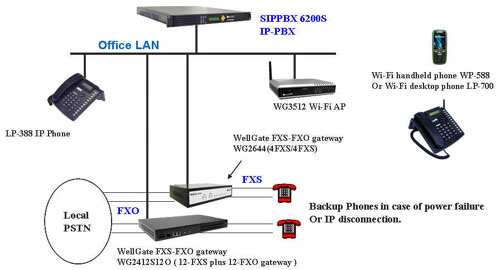 SIPPBX 6200S
IP-PBX
Office LAN
Wi-Fi handheld phone WP-588
Or Wi-Fi desktop phone LP-700
WG3512 Wi-Fi AP
LP-388 IP Phone
WellGate FXS-FXO gateway
WG2644(4FXS/4FXS)
FXS
Local
PSTN
FXO
Backup Phones in case of power failure
Or IP disconnection.
WellGate FXS-FXO gateway
WG2412S12O ( 12-FXS plus 12-FXO gateway )